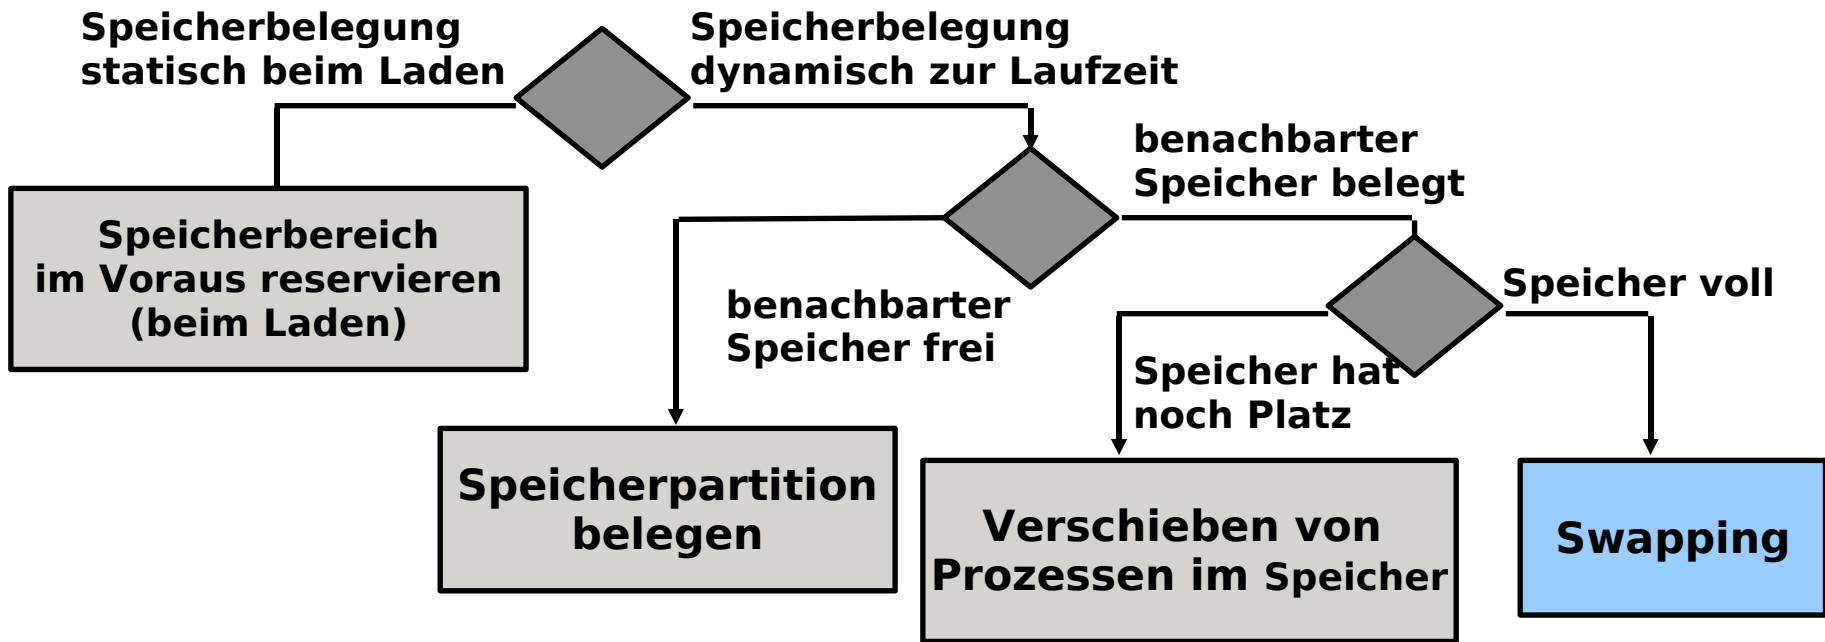 Speicherbelegung
statisch beim Laden
Speicherbelegung
dynamisch zur Laufzeit
benachbarter
Speicher belegt
Speicherbereich
im Voraus reservieren
(beim Laden)
benachbarter
Speicher frei
Speicher voll
Speicher hat
noch Platz
Speicherpartition
belegen
Verschieben von
Prozessen im Speicher
Swapping